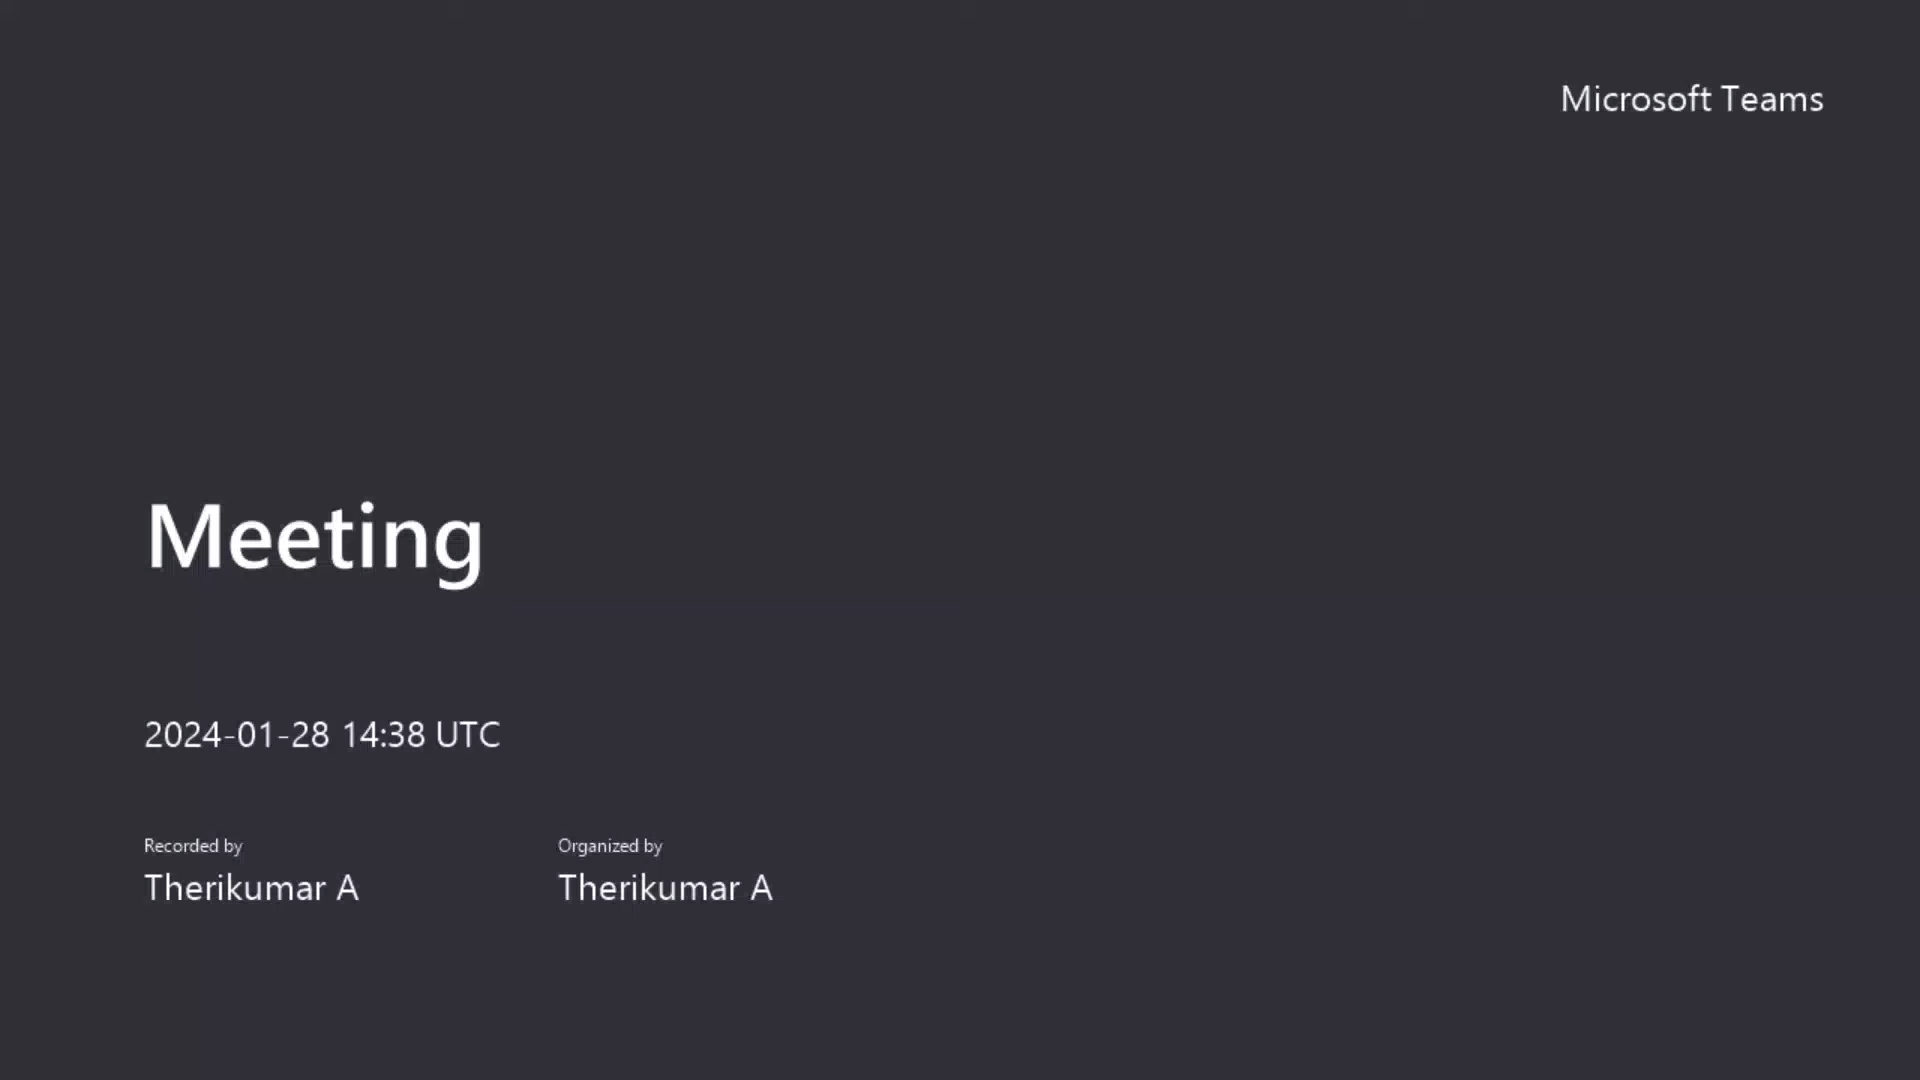 Microsoft Teams
Meeting
2024-01-28 14:38 UTC
Recorded by
Therikumar A
Organized by
Therikumar A